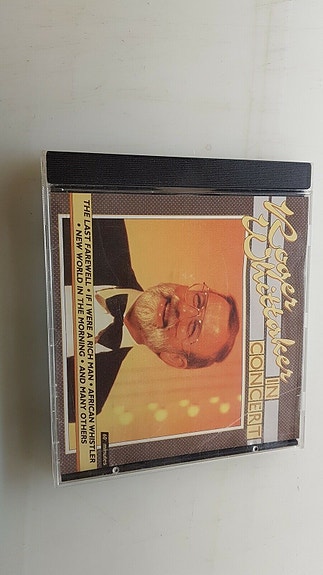 Roger
Whittaker
IN
CONCERT
THE LAST FAREWELL • IF I WERE A RICH MAN • AFRICAN WHISTLER
• NEW WORLD IN THE MORNING • AND MANY OTHERS